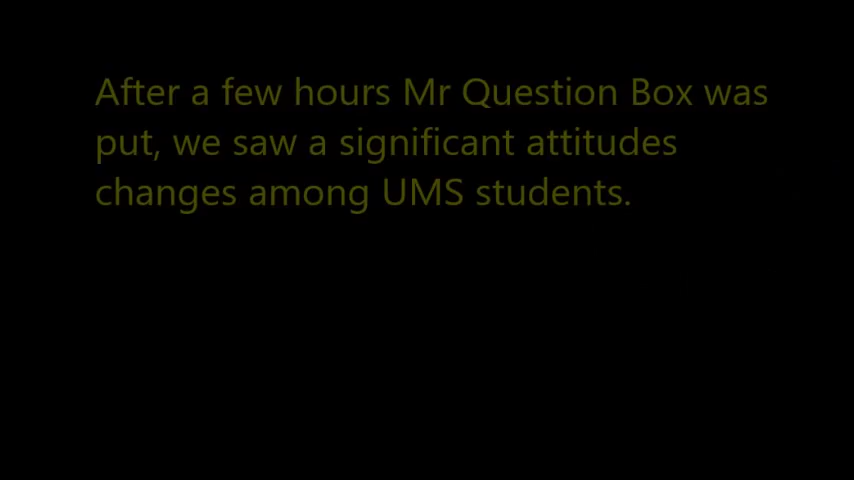 After a few hours Mr Question Box was
put, we saw a significant attitudes
changes among UMS students.